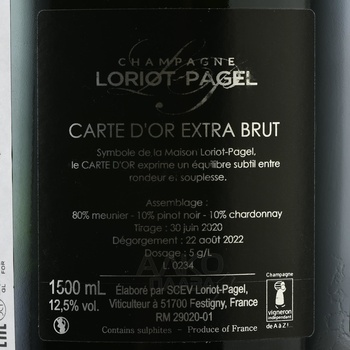 CHAMPAGNE
LORIOT-PAGEL
CARTE D'OR EXTRA BRUT
Symbole de la Maison Loriot-Pagel,
le CARTE D'OR exprime un équilibre subtil entre
rondeur et souplesse.
Assemblage :
80% meunier - 10% pinot noir - 10% chardonnay
Tirage : 30 juin 2020
Dégorgement : 22 août 2022
Dosage : 5 g/L
L 0234
1500 mL
12,5% vol.
Élaboré par SCEV Loriot-Pagel,
Viticulteur à 51700 Festigny, France
RM 29020-01
Contains sulphites - Produce of France
Champagne
vigneron
indépendant
de A à Z !...
FOR